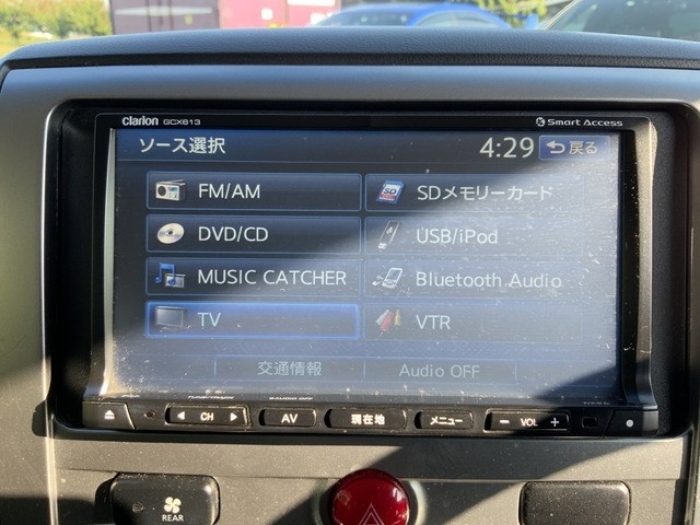 Clarion GCX813
Smart Access
ソース選択
4:29
戻る
FM/AM
SD
SDメモリーカード
DVD/CD
USB/iPod
MUSIC CATCHER
Bluetooth Audio
TV
VTR
交通情報
Audio OFF
CH
AV
現在地
メニュー
− VOL +
REAR